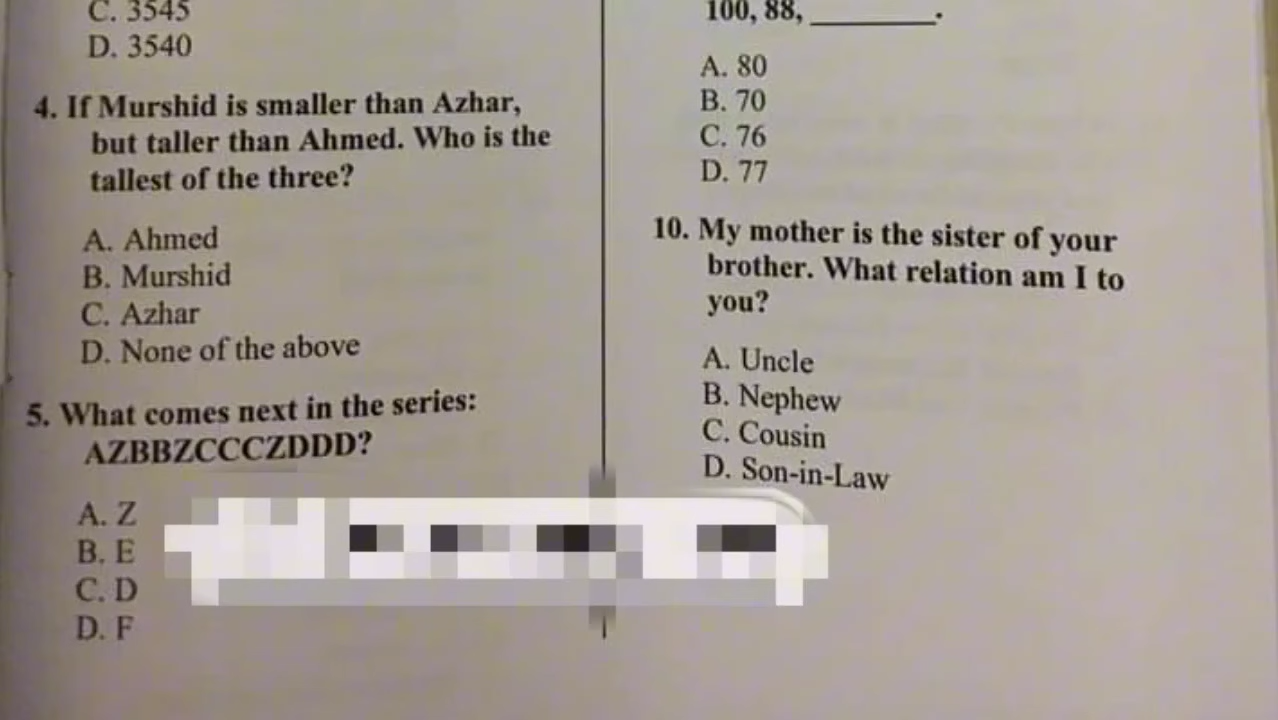 C. 3545
D. 3540
4. If Murshid is smaller than Azhar,
but taller than Ahmed. Who is the
tallest of the three?
A. Ahmed
B. Murshid
C. Azhar
D. None of the above
5. What comes next in the series:
AZBBZCCCZDDD?
A. Z
B. E
C. D
D. F
100, 88, ________.
A. 80
B. 70
C. 76
D. 77
10. My mother is the sister of your
brother. What relation am I to
you?
A. Uncle
B. Nephew
C. Cousin
D. Son-in-Law